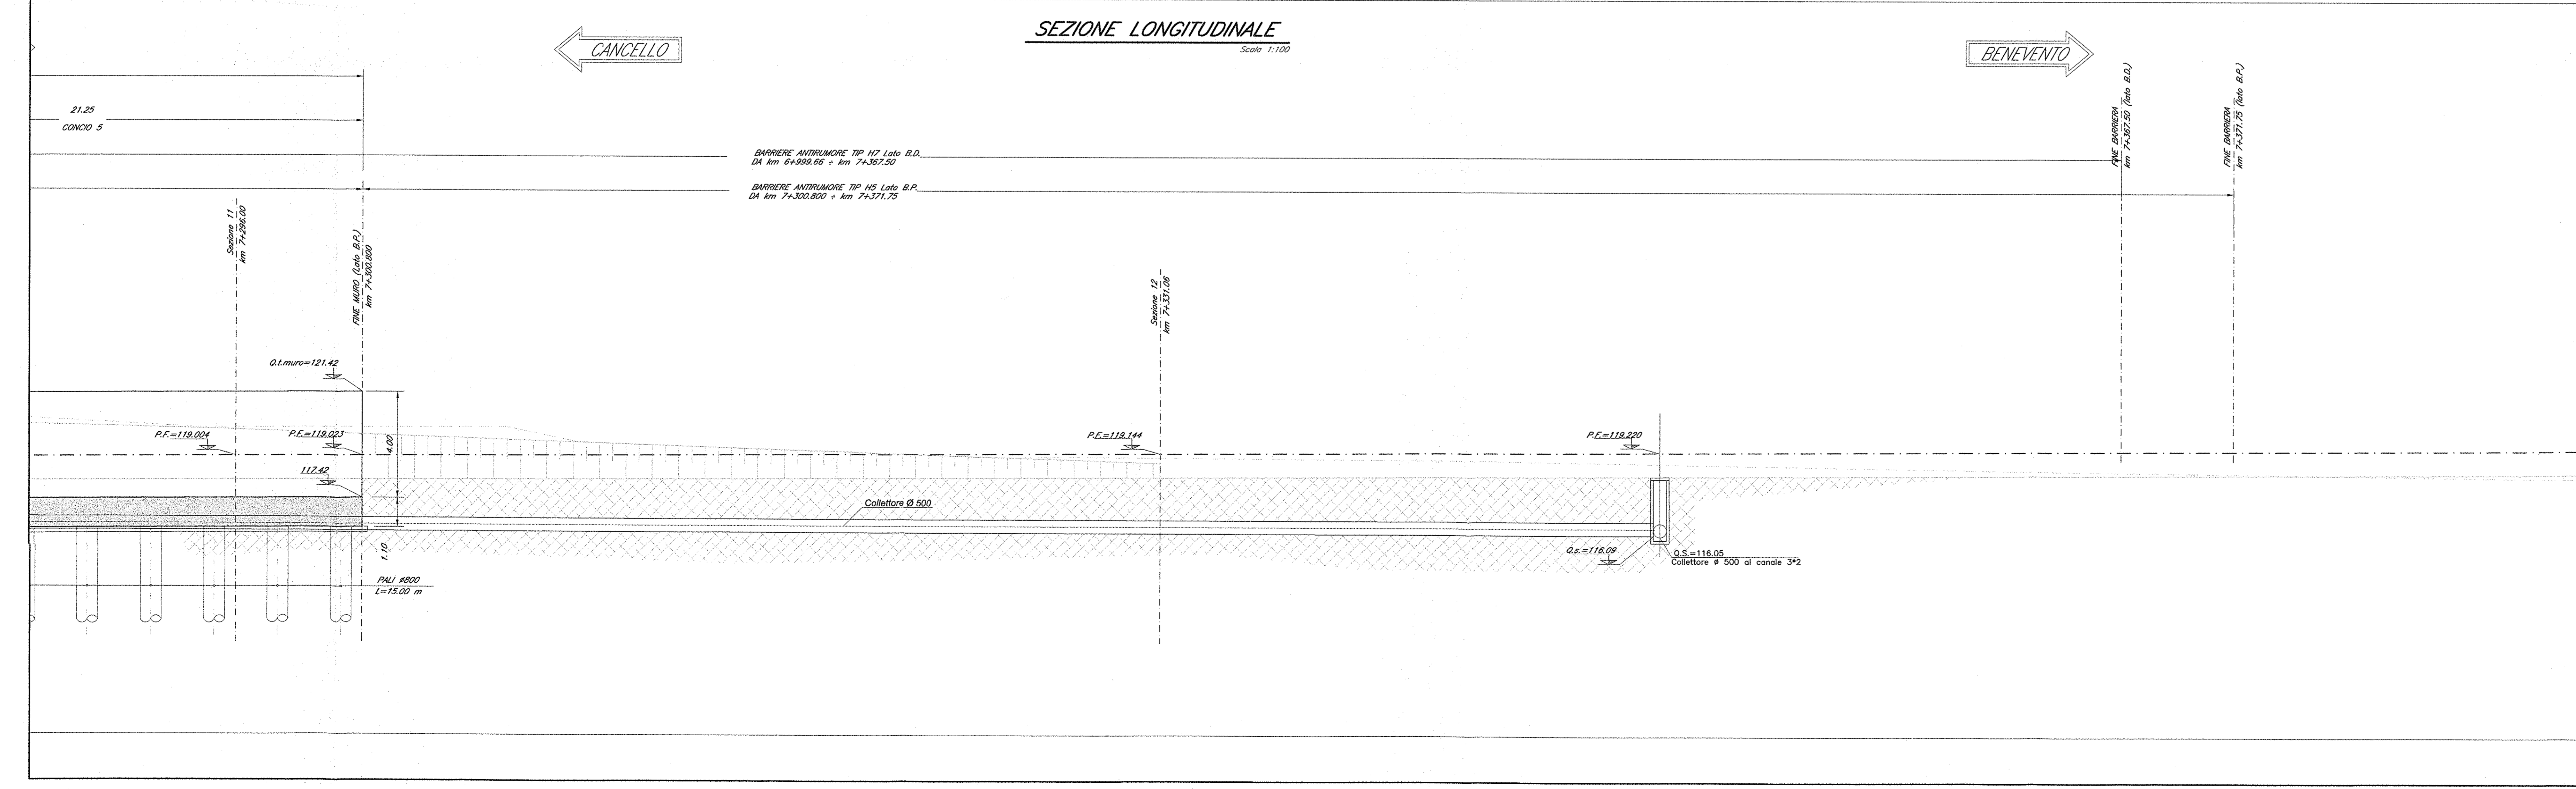 SEZIONE LONGITUDINALE
Scala 1:100
CANCELLO
BENEVENTO
21.25
CONCIO 5
BARRIERE ANTIRUMORE TIP H7 Lato B.D.
DA km 6+999.66 ÷ km 7+367.50
BARRIERE ANTIRUMORE TIP H5 Lato B.P.
DA km 7+300.800 ÷ km 7+371.75
FINE BARRIERA
km 7+367.50 (lato B.D.)
FINE BARRIERA
km 7+371.75 (lato B.P.)
Sezione 11
km 7+296.00
FINE MURO (Lato B.P.)
km 7+300.800
Sezione 12
km 7+331.06
Q.t.muro=121.42
P.F.=119.004
P.F.=119.023
4.00
P.F.=119.144
P.F.=119.220
117.42
Collettore Ø 500
1.10
Q.s.=116.09
Q.S.=116.05
Collettore ø 500 al canale 3*2
PALI ø800
L=15.00 m